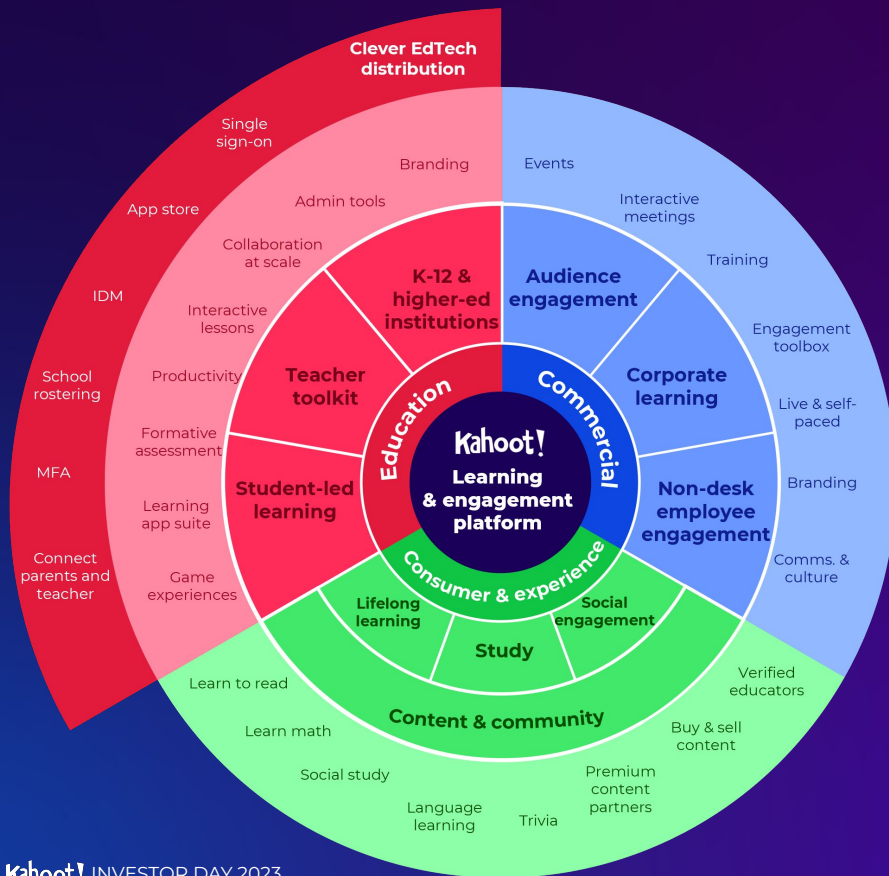 Clever EdTech
distribution
Single
sign-on
App store
IDM
School
rostering
MFA
Connect
parents and
teacher
Branding
Admin tools
Collaboration
at scale
Interactive
lessons
Productivity
Formative
assessment
Learning
app suite
Game
experiences
K-12 &
higher-ed
institutions
Teacher
toolkit
Student-led
learning
Education
Events
Interactive
meetings
Training
Engagement
toolbox
Live & self-
paced
Branding
Comms. &
culture
Audience
engagement
Corporate
learning
Non-desk
employee
engagement
Commercial
Kahoot!
Learning
& engagement
platform
Consumer & experience
Lifelong
learning
Study
Social
engagement
Content & community
Learn to read
Learn math
Social study
Language
learning
Trivia
Premium
content
partners
Buy & sell
content
Verified
educators
Kahoot! INVESTOR DAY 2023